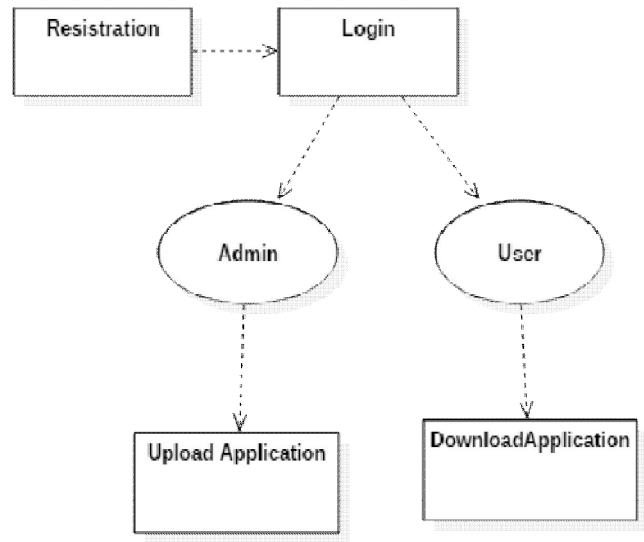 Resistration
Login
Admin
User
Upload Application
DownloadApplication